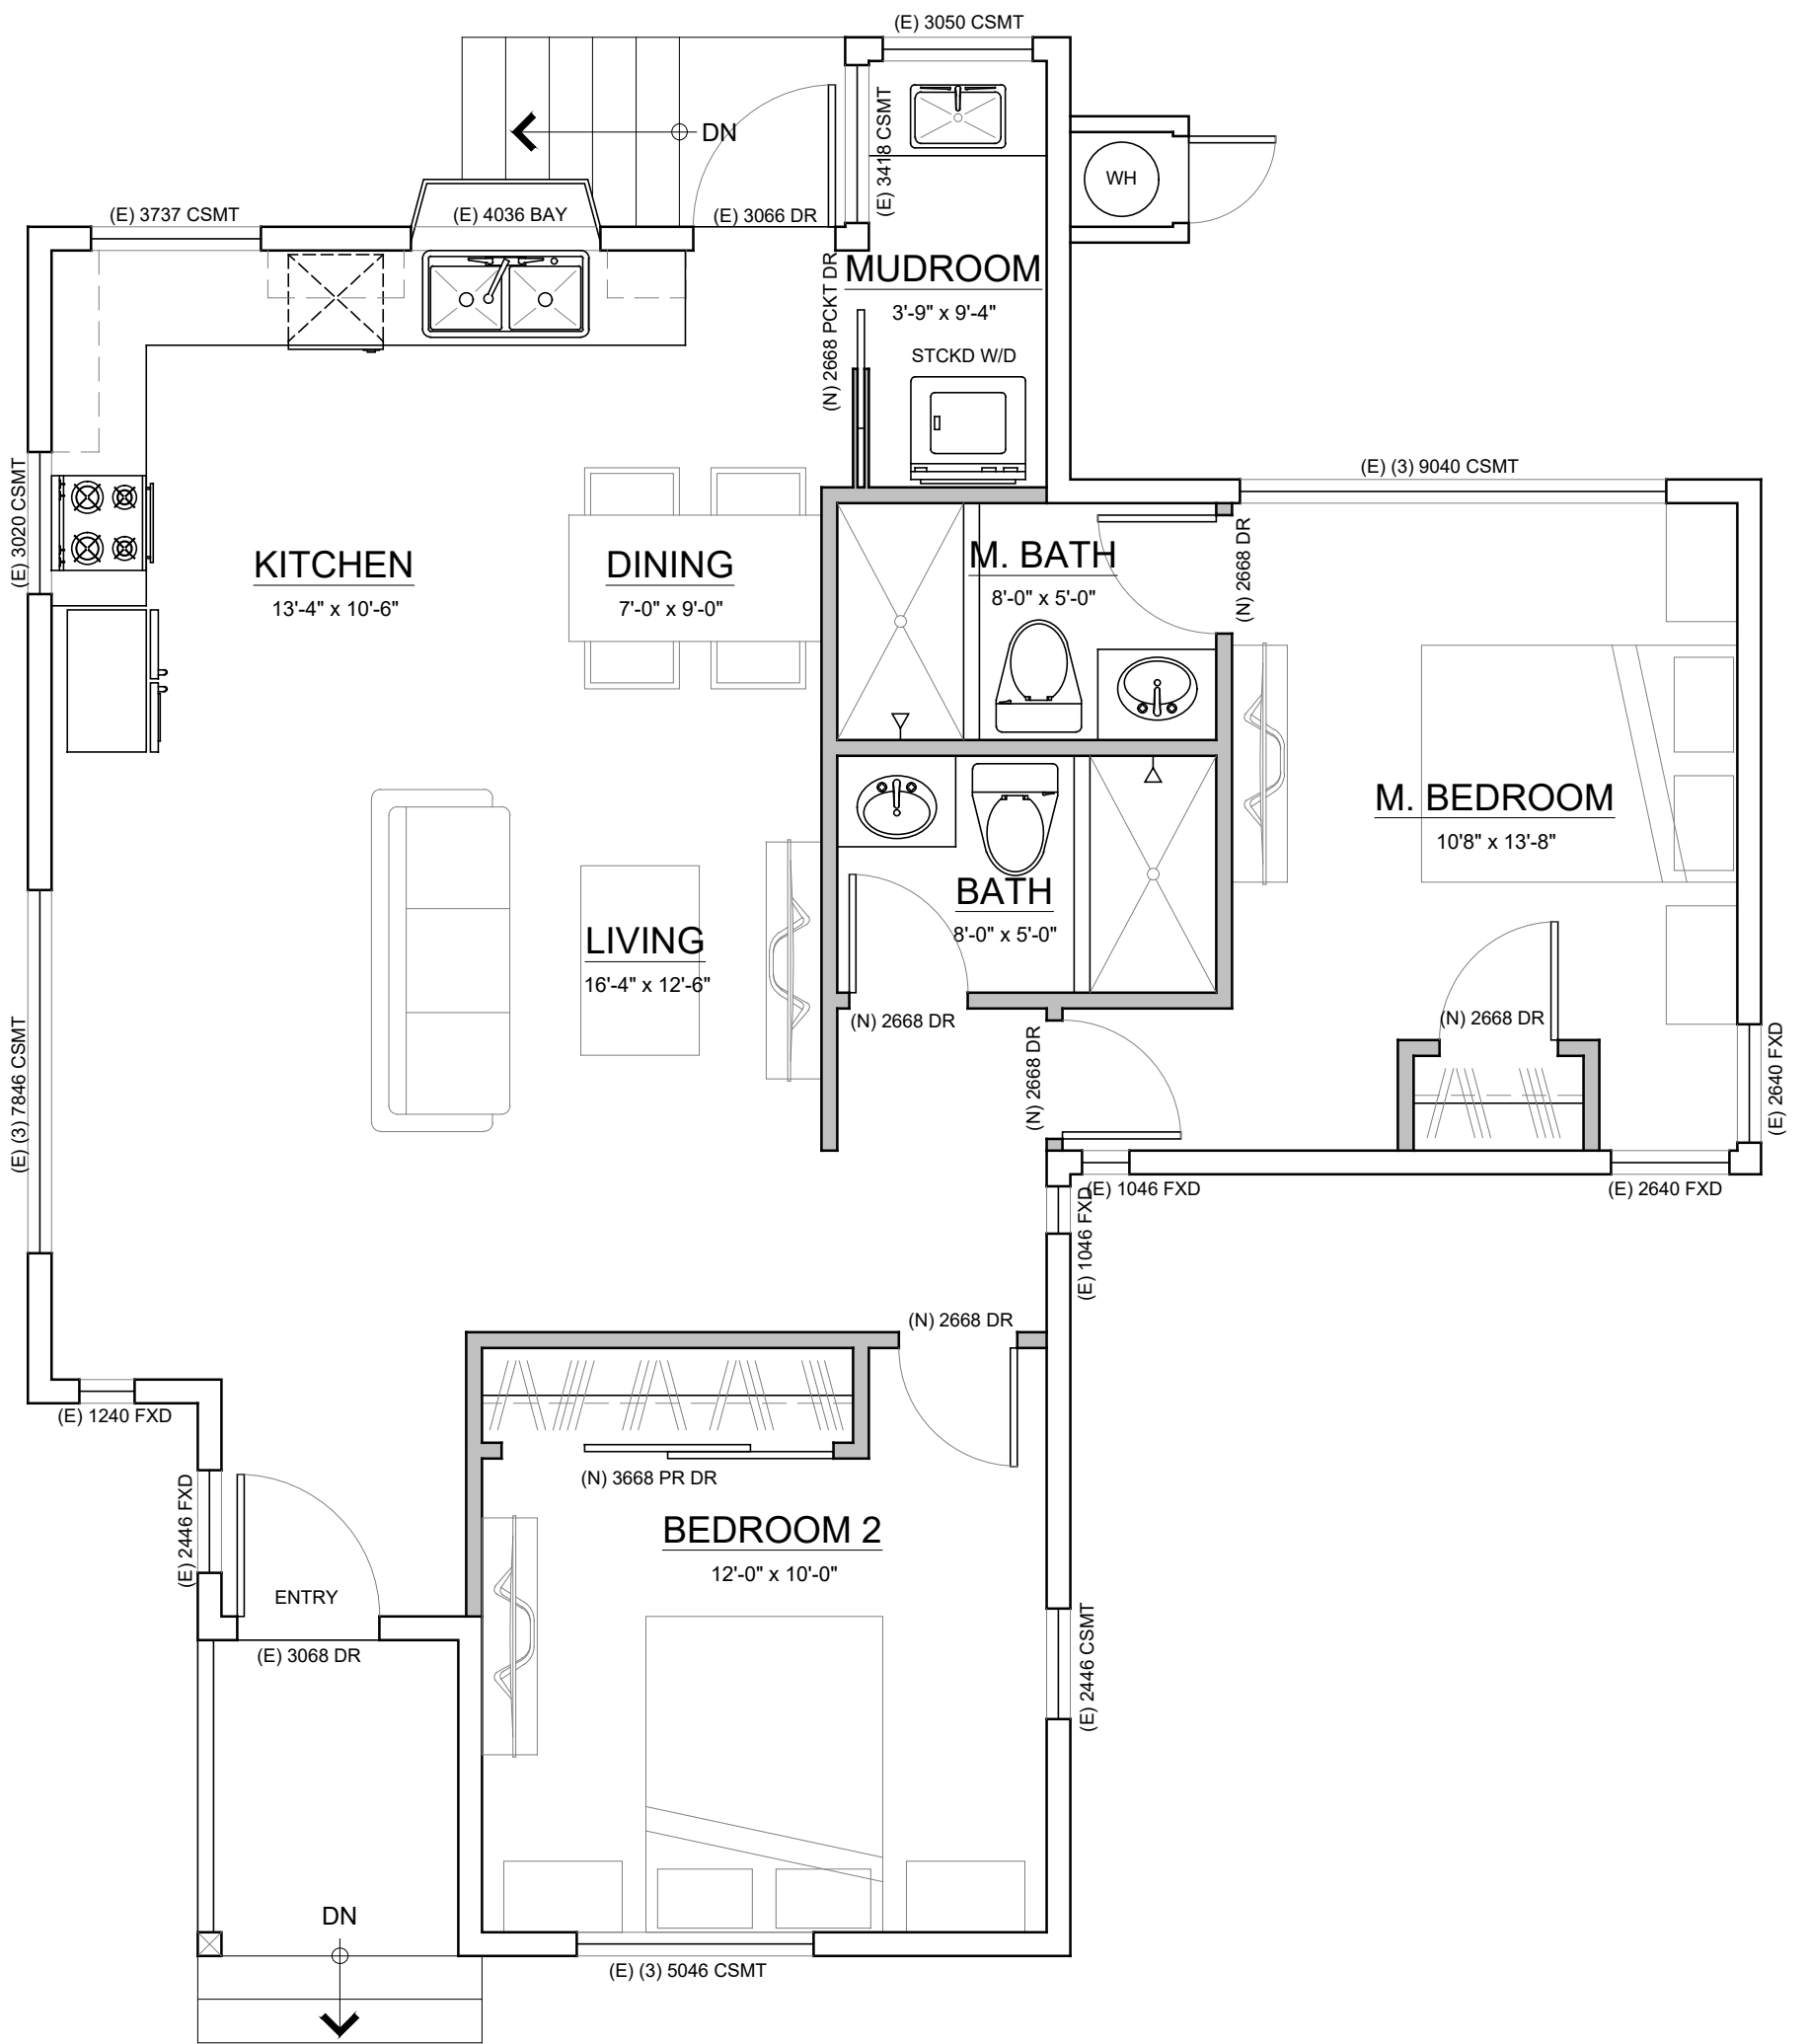 (E) 3050 CSMT
DN
(E) 3418 CSMT
WH
(E) 3737 CSMT
(E) 4036 BAY
(E) 3066 DR
MUDROOM
3'-9" x 9'-4"
(N) 2668 PCKT DR
STCKD W/D
(E) 3020 CSMT
(E) (3) 9040 CSMT
KITCHEN
13'-4" x 10'-6"
DINING
7'-0" x 9'-0"
M. BATH
8'-0" x 5'-0"
(N) 2668 DR
M. BEDROOM
10'8" x 13'-8"
BATH
8'-0" x 5'-0"
LIVING
16'-4" x 12'-6"
(N) 2668 DR
(N) 2668 DR
(N) 2668 DR
(E) (3) 7846 CSMT
(E) 2640 FXD
(E) 1046 FXD
(E) 2640 FXD
(E) 1046 FXD
(N) 2668 DR
(E) 1240 FXD
(N) 3668 PR DR
(E) 2446 FXD
BEDROOM 2
12'-0" x 10'-0"
ENTRY
(E) 3068 DR
(E) 2446 CSMT
DN
(E) (3) 5046 CSMT